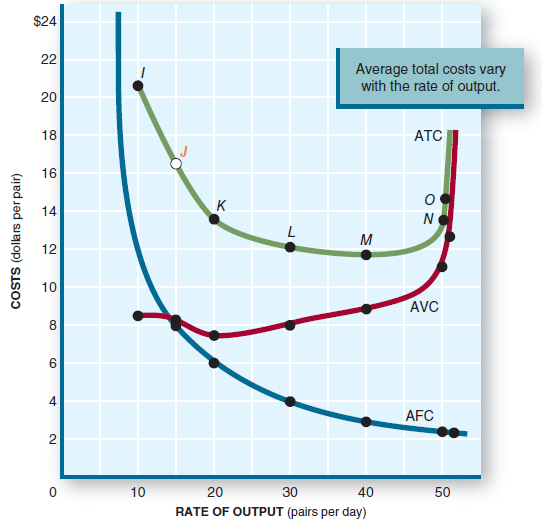 $24
22
20
18
16
14
12
10
8
6
4
2
0
COSTS (dollars per pair)
Average total costs vary
with the rate of output.
I
J
K
L
M
N
O
ATC
AVC
AFC
10 20 30 40 50
RATE OF OUTPUT (pairs per day)